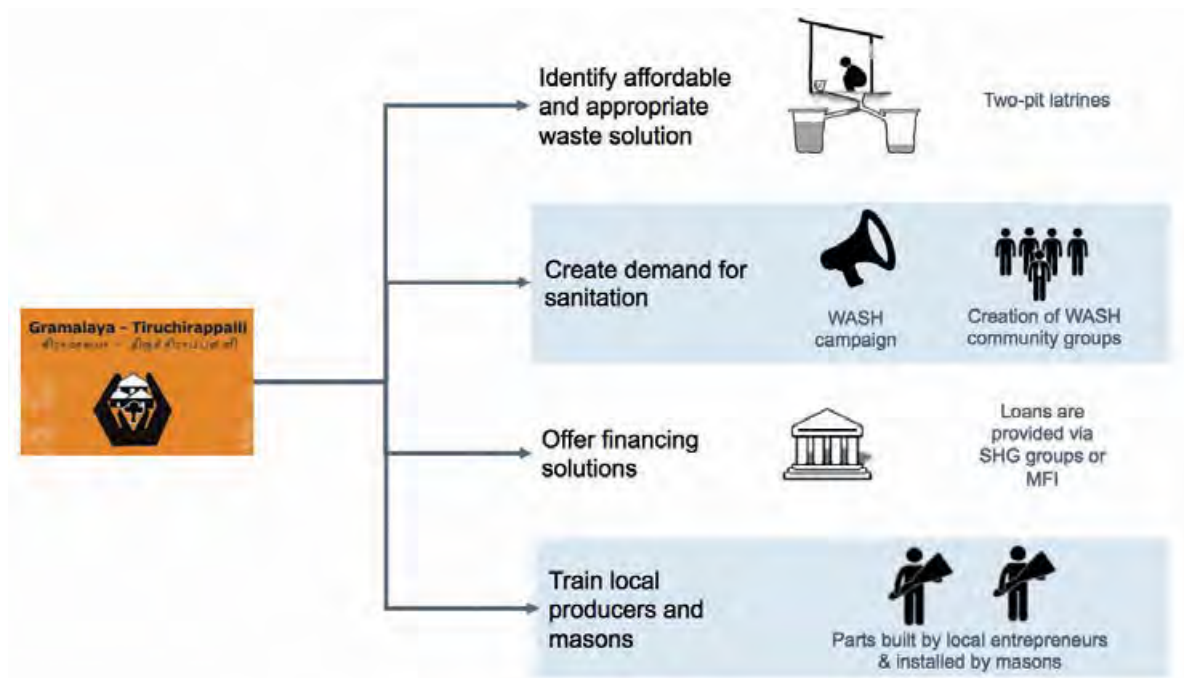 Identify affordable
and appropriate
waste solution
Two-pit latrines
Create demand for
sanitation
WASH
campaign
Creation of WASH
community groups
Gramalaya - Tiruchirappalli
கிராமாலயா - திருச்சிராப்பள்ளி
Offer financing
solutions
Loans are
provided via
SHG groups or
MFI
Train local
producers and
masons
Parts built by local entrepreneurs
& installed by masons